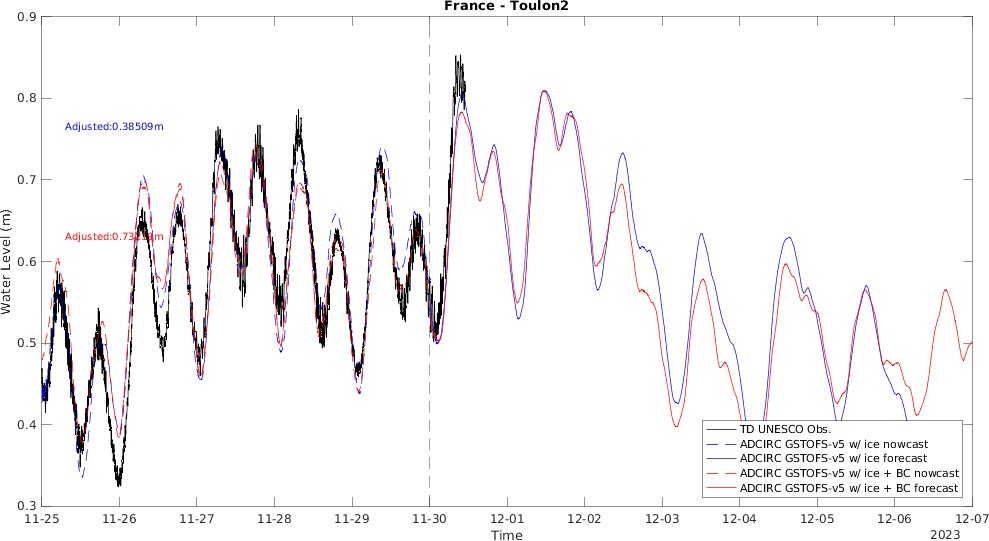 France - Toulon2
0.9
0.8
0.7
0.6
0.5
0.4
0.3
Water Level (m)
Adjusted:0.38509m
11-25
11-26
11-27
11-28
11-29
11-30
12-01
12-02
12-03
12-04
12-05
12-06
12-07
Time
2023
TD UNESCO Obs.
ADCIRC GSTOFS-v5 w/ ice nowcast
ADCIRC GSTOFS-v5 w/ ice forecast
ADCIRC GSTOFS-v5 w/ ice + BC nowcast
ADCIRC GSTOFS-v5 w/ ice + BC forecast